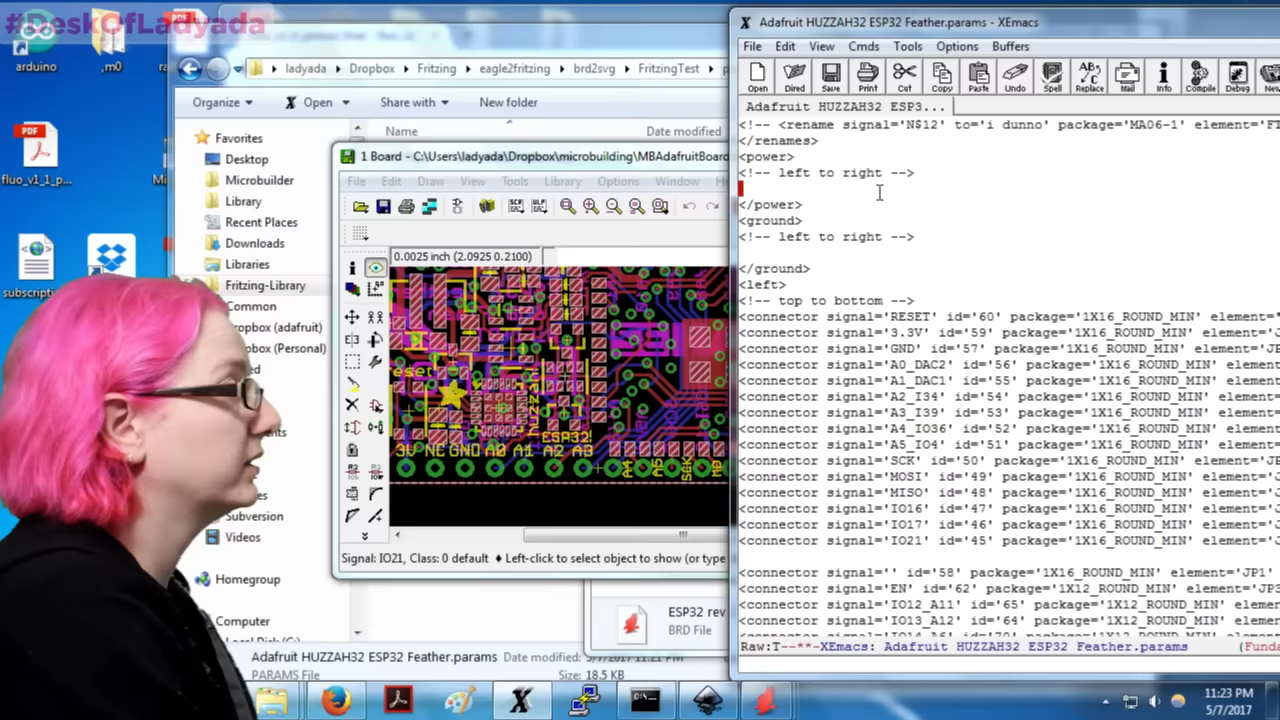 #DeskOfLadyada
arduino
,m0
fluo_v1_1_p...
subscripti...
ladyada
Dropbox
Fritzing
eagle2fritzing
brd2svg
FritzingTest
Organize
Open
Share with
New folder
Name
Date modified
Favorites
Desktop
Microbuilder
Library
Recent Places
Downloads
Libraries
Fritzing-Library
Common
ropbox (adafruit)
box (Personal)
Subversion
Videos
Homegroup
Computer
1 Board - C:\Users\ladyada\Dropbox\microbuilding\MBAdafruitBoard
File Edit Draw View Tools Library Options Window
0.0025 inch (2.0925 0.2100)
3V NC GND A0 A1 A2 A3
Signal: IO21, Class: 0 default ♦ Left-click to select object to show (or type
ESP32 rev
BRD File
Adafruit HUZZAH32 ESP32 Feather.params Date modified: 5/7/2017 11:21 PM
PARAMS File Size: 18.5 KB
Adafruit HUZZAH32 ESP32 Feather.params - XEmacs
File Edit View Cmds Tools Options Buffers
Open Dired Save Print Cut Copy Paste Undo Spell Replace Mail Info Compile Debug
Adafruit HUZZAH32 ESP3...
<!-- <rename signal='N$12' to='i dunno' package='MA06-1' element='F
</renames>
<power>
<!-- left to right -->
</power>
<ground>
<!-- left to right -->
</ground>
<left>
<!-- top to bottom -->
<connector signal='RESET' id='60' package='1X16_ROUND_MIN' element=
<connector signal='3.3V' id='59' package='1X16_ROUND_MIN' element='
<connector signal='GND' id='57' package='1X16_ROUND_MIN' element='JP
<connector signal='A0_DAC2' id='56' package='1X16_ROUND_MIN' element
<connector signal='A1_DAC1' id='55' package='1X16_ROUND_MIN' element
<connector signal='A2_I34' id='54' package='1X16_ROUND_MIN' element=
<connector signal='A3_I39' id='53' package='1X16_ROUND_MIN' element=
<connector signal='A4_IO36' id='52' package='1X16_ROUND_MIN' element
<connector signal='A5_IO4' id='51' package='1X16_ROUND_MIN' element=
<connector signal='SCK' id='50' package='1X16_ROUND_MIN' element='JP
<connector signal='MOSI' id='49' package='1X16_ROUND_MIN' element='J
<connector signal='MISO' id='48' package='1X16_ROUND_MIN' element='J
<connector signal='IO16' id='47' package='1X16_ROUND_MIN' element='J
<connector signal='IO17' id='46' package='1X16_ROUND_MIN' element='J
<connector signal='IO21' id='45' package='1X16_ROUND_MIN' element='J
<connector signal='' id='58' package='1X16_ROUND_MIN' element='JP1'
<connector signal='EN' id='62' package='1X12_ROUND_MIN' element='JP3
<connector signal='IO12_A11' id='65' package='1X12_ROUND_MIN' eleme
<connector signal='IO13_A12' id='64' package='1X12_ROUND_MIN' eleme
Raw:T--**-XEmacs: Adafruit HUZZAH32 ESP32 Feather.params (Funda
11:23 PM
5/7/2017